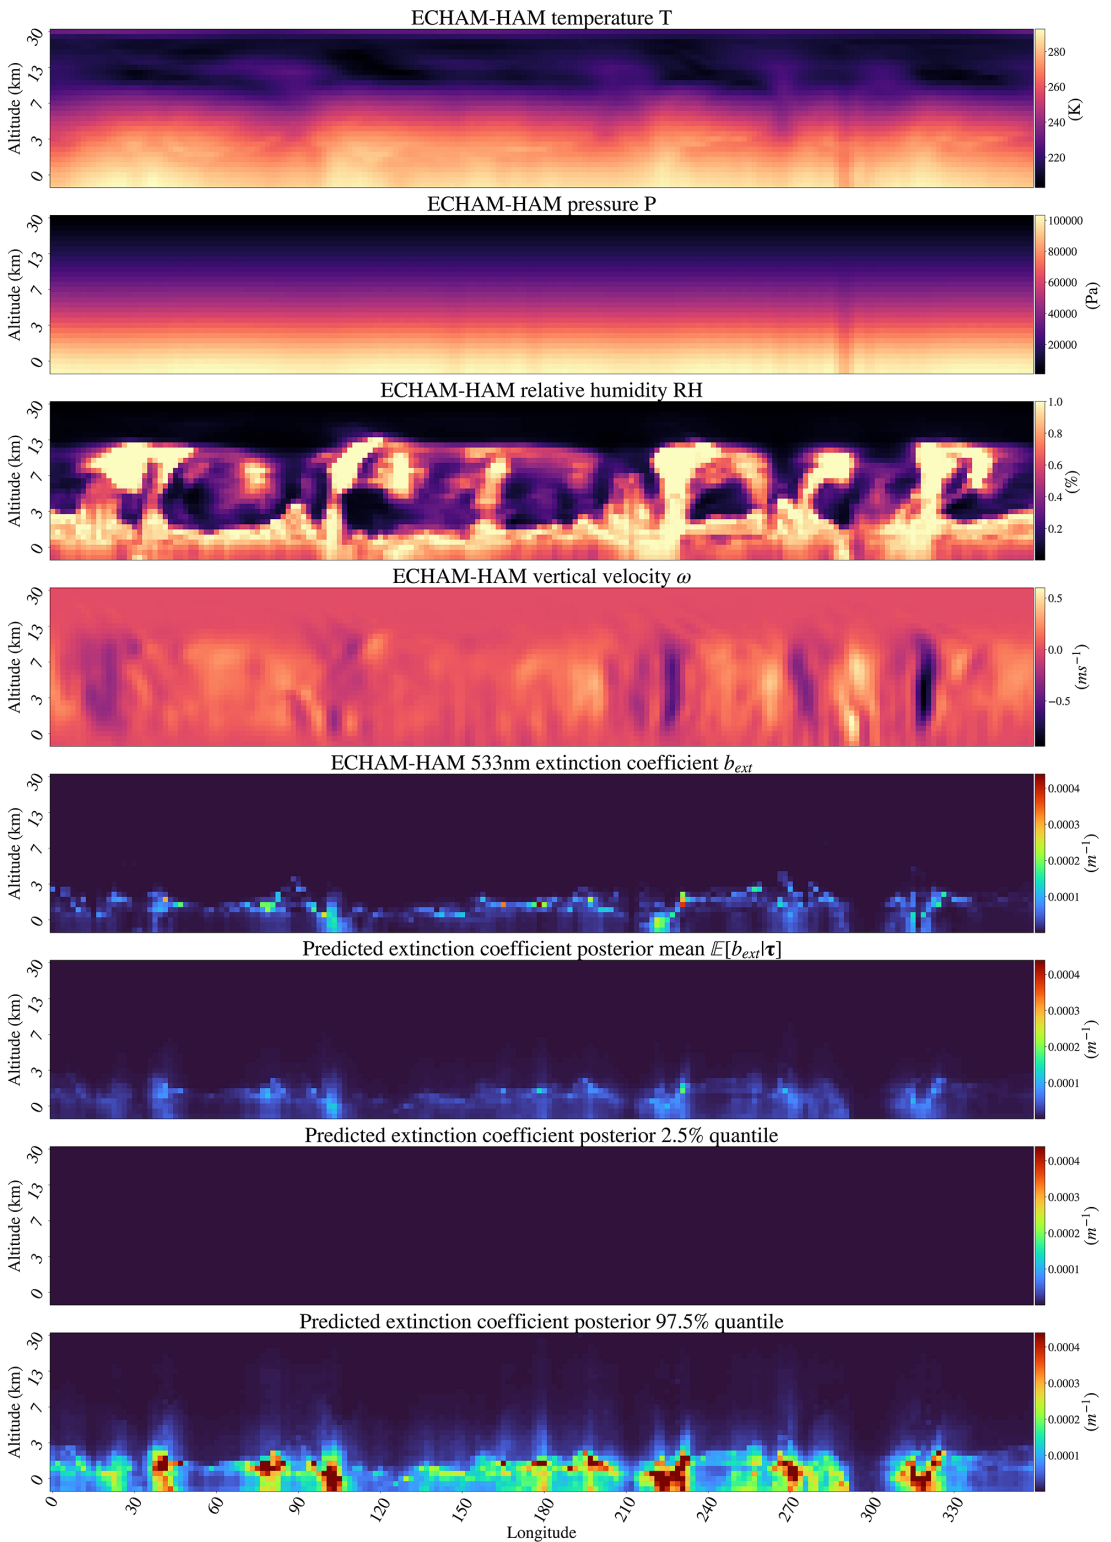 ECHAM-HAM temperature T
Altitude (km)
30
13
7
3
0
280
260
240
220
(K)
ECHAM-HAM pressure P
Altitude (km)
30
13
7
3
0
100000
80000
60000
40000
20000
(Pa)
ECHAM-HAM relative humidity RH
Altitude (km)
30
13
7
3
0
1.0
0.8
0.6
0.4
0.2
(%)
ECHAM-HAM vertical velocity ω
Altitude (km)
30
13
7
3
0
0.5
0.0
−0.5
(ms⁻¹)
ECHAM-HAM 533nm extinction coefficient b_ext
Altitude (km)
30
13
7
3
0
0.0004
0.0003
0.0002
0.0001
(m⁻¹)
Predicted extinction coefficient posterior mean 𝔼[b_ext|τ]
Altitude (km)
30
13
7
3
0
0.0004
0.0003
0.0002
0.0001
(m⁻¹)
Predicted extinction coefficient posterior 2.5% quantile
Altitude (km)
30
13
7
3
0
0.0004
0.0003
0.0002
0.0001
(m⁻¹)
Predicted extinction coefficient posterior 97.5% quantile
Altitude (km)
30
13
7
3
0
0.0004
0.0003
0.0002
0.0001
(m⁻¹)
0 30 60 90 120 150 180 210 240 270 300 330
Longitude